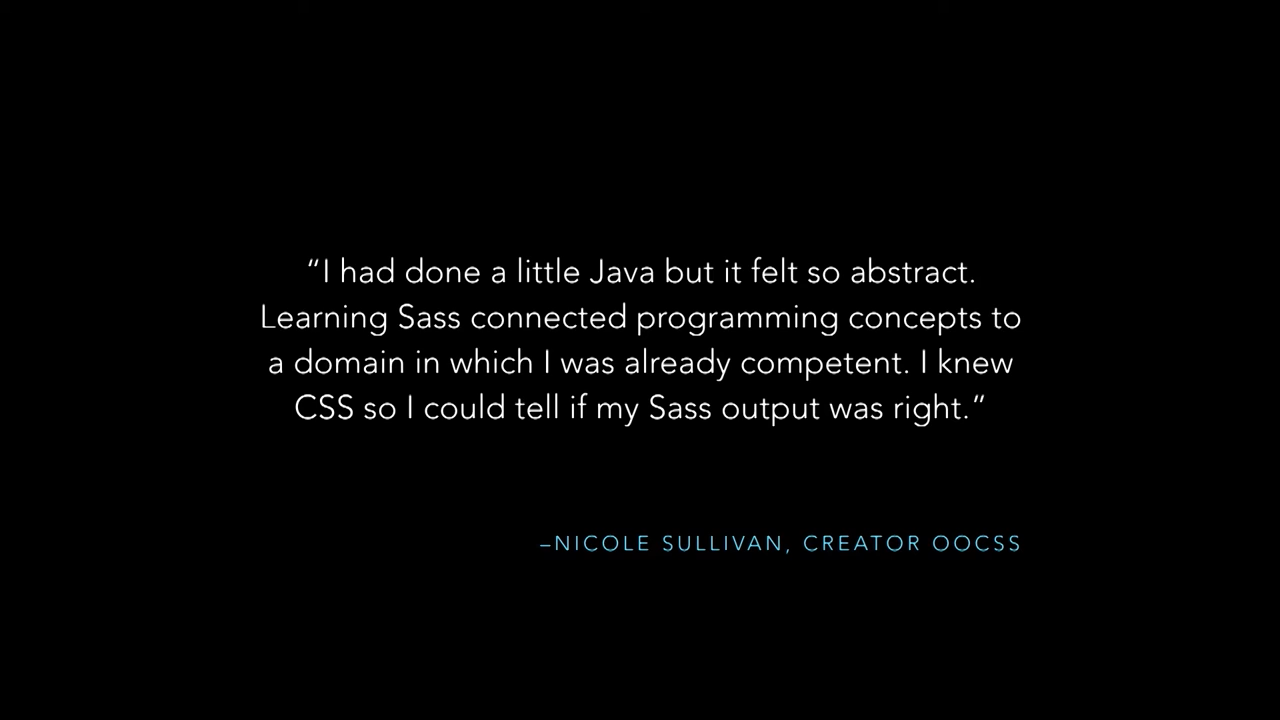 “I had done a little Java but it felt so abstract.
Learning Sass connected programming concepts to
a domain in which I was already competent. I knew
CSS so I could tell if my Sass output was right.”
–NICOLE SULLIVAN, CREATOR OOCSS